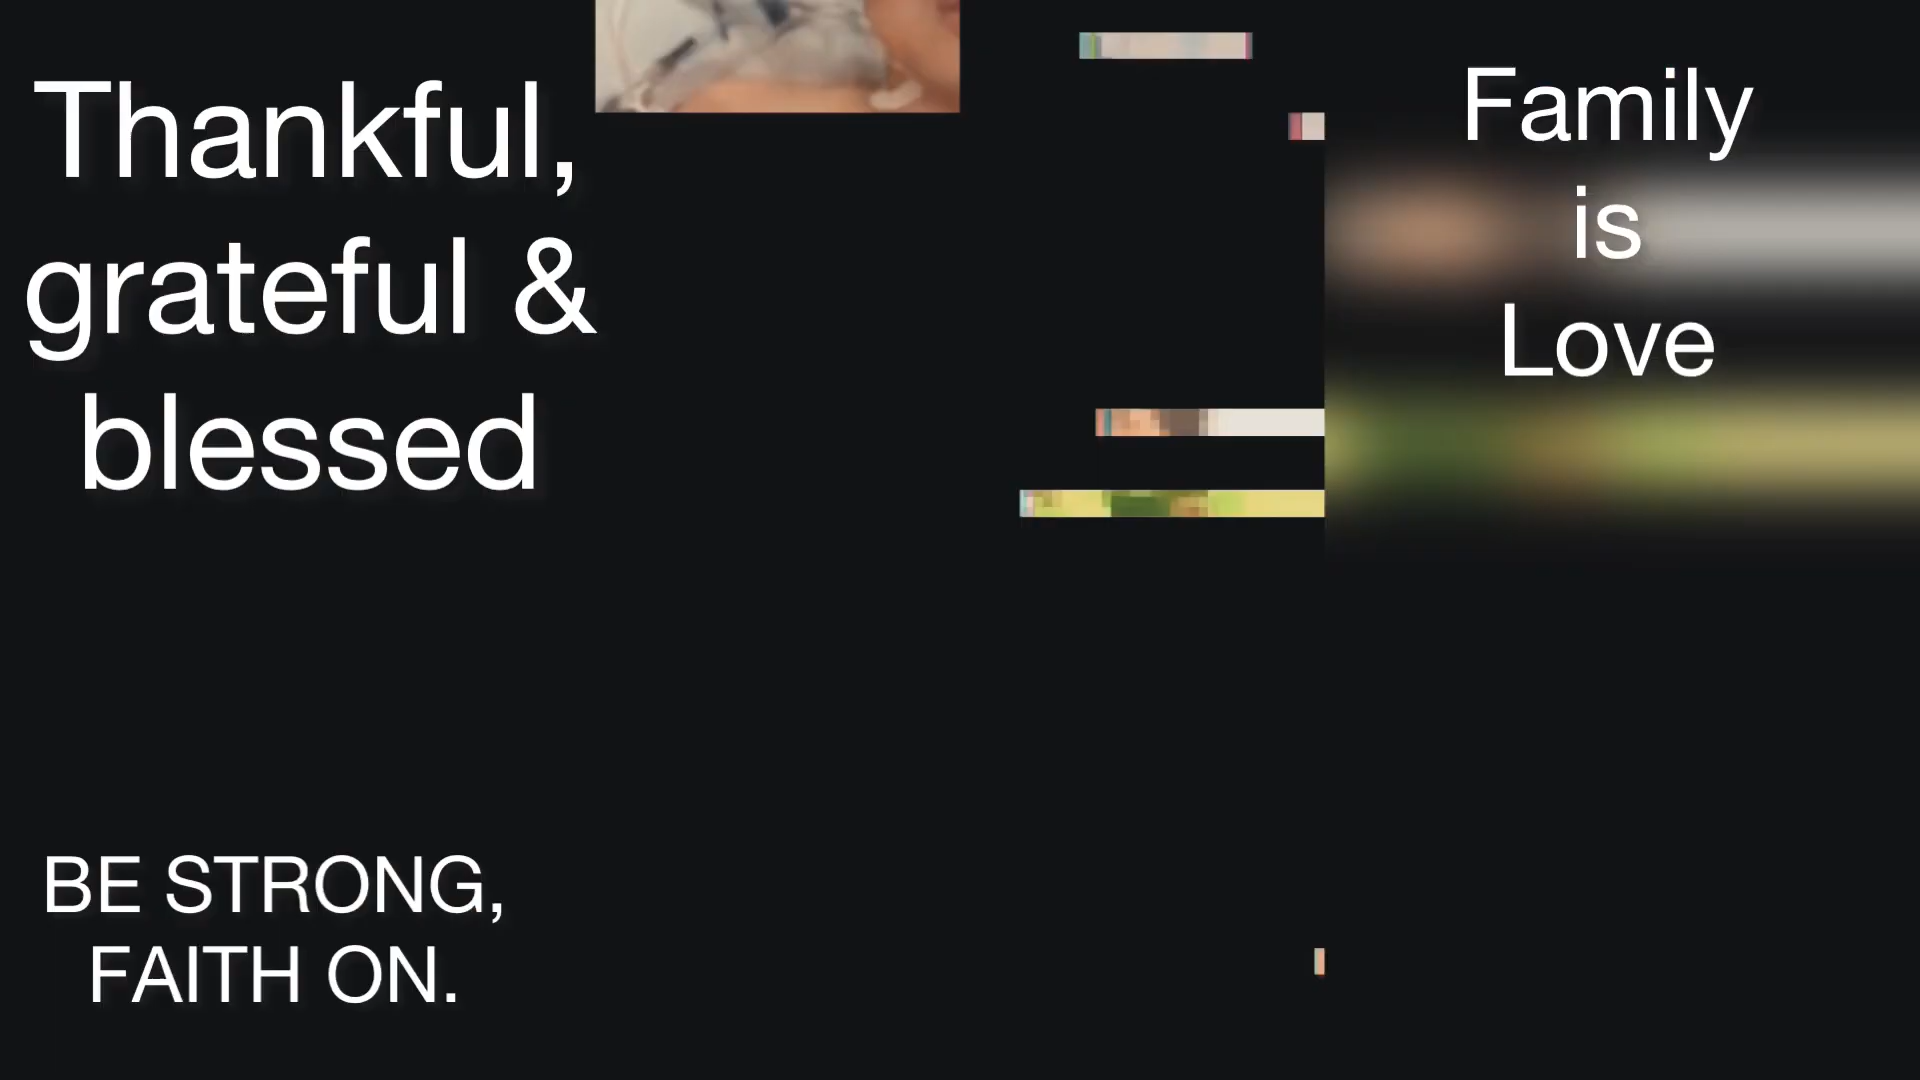 Thankful,
grateful &
blessed
Family
is
Love
BE STRONG,
FAITH ON.